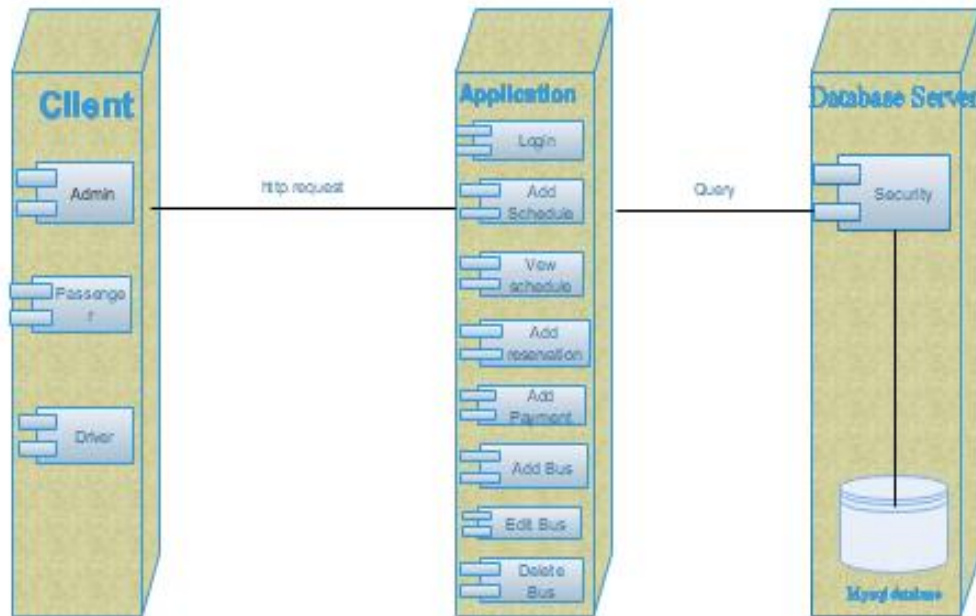 Client
Admin
Passenge
r
Driver
http request
Application
Login
Add
Schedule
View
schedule
Add
reservation
Add
Payment
Add Bus
Edit Bus
Delete
Bus
Query
Database Server
Security
Mysql database